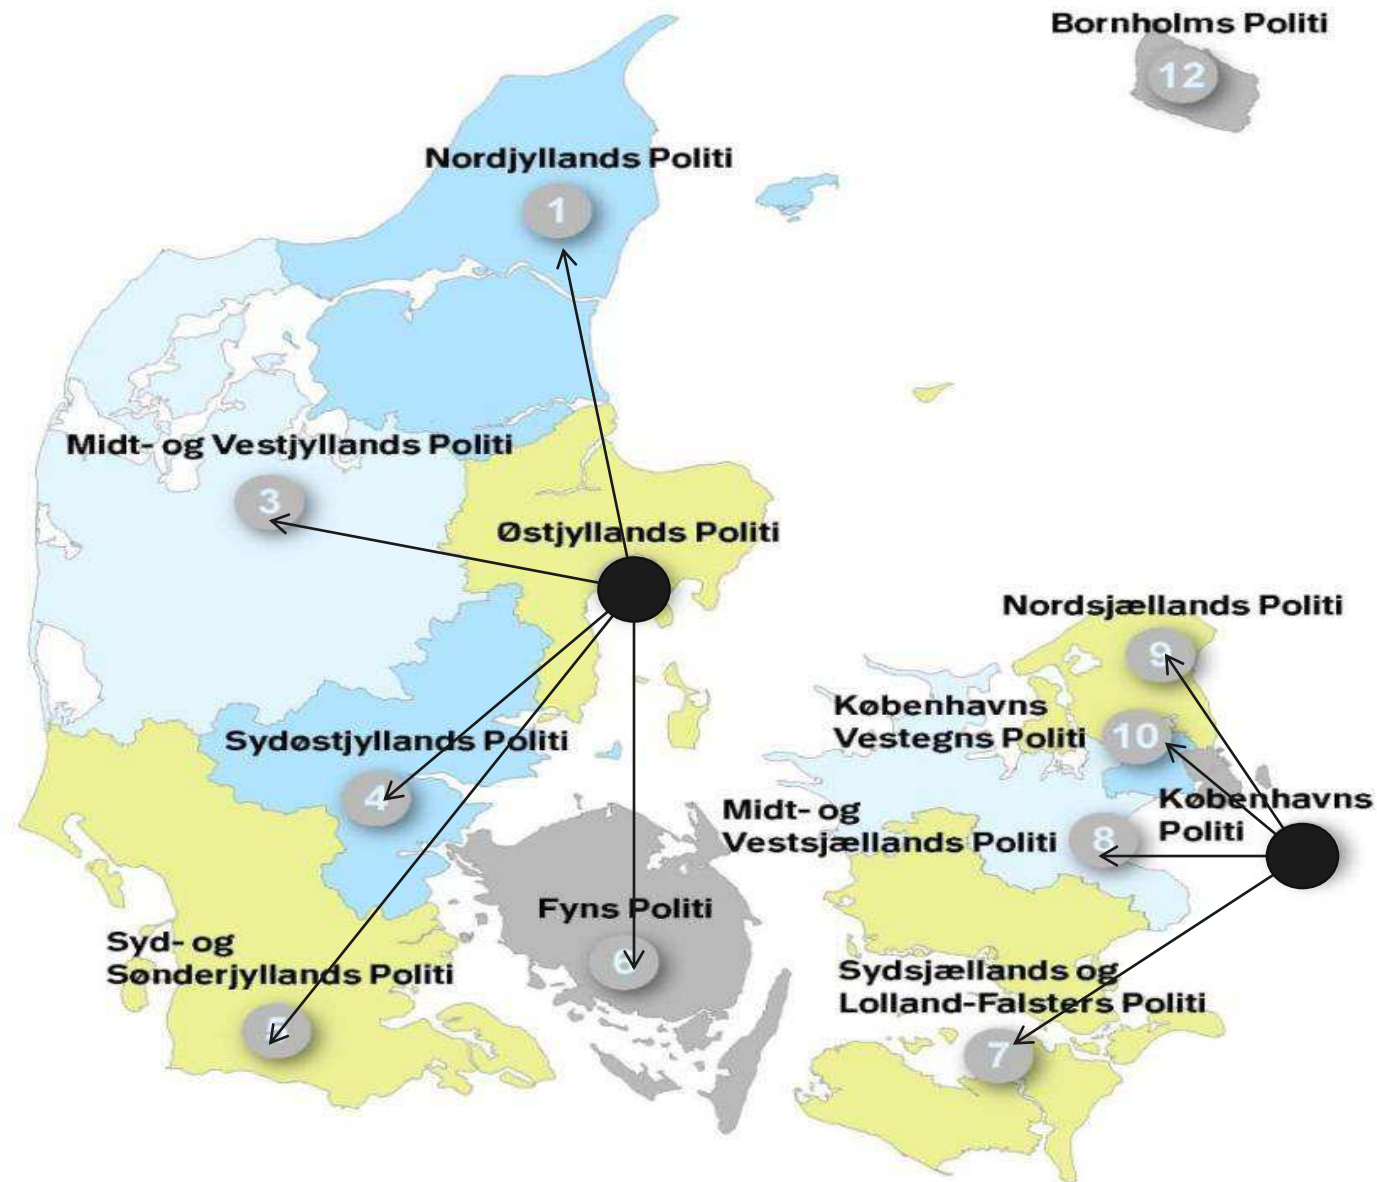 Bornholms Politi
12
Nordjyllands Politi
1
Midt- og Vestjyllands Politi
3
Østjyllands Politi
Nordsjællands Politi
9
Københavns
Vestegns Politi
10
Sydøstjyllands Politi
4
Københavns
Politi
Midt- og
Vestsjællands Politi
8
Fyns Politi
6
Syd- og
Sønderjyllands Politi
5
Sydsjællands og
Lolland-Falsters Politi
7